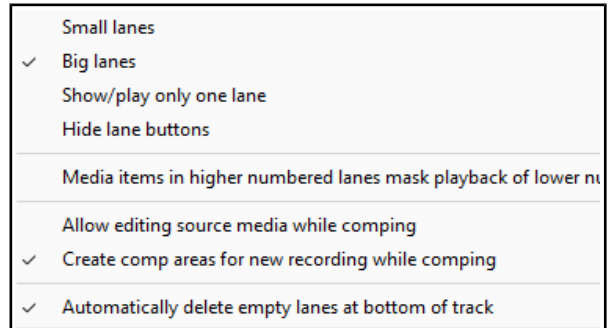 Small lanes
Big lanes
Show/play only one lane
Hide lane buttons
Media items in higher numbered lanes mask playback of lower
Allow editing source media while comping
Create comp areas for new recording while comping
Automatically delete empty lanes at bottom of track